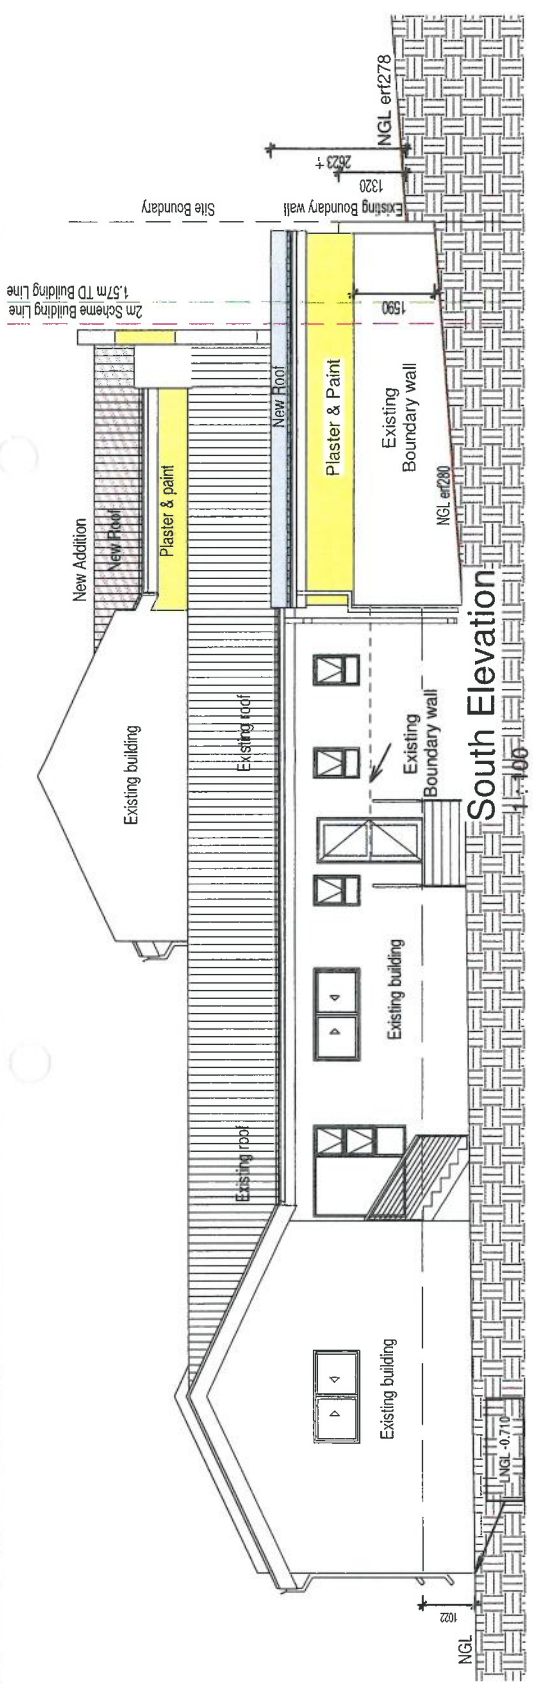 New Addition
New Roof
Plaster & paint
Existing building
2m Scheme Building Line
1.57m TD Building Line
Site Boundary
Existing roof
Existing roof
New Roof
Plaster & Paint
Existing
Boundary wall
1590
Existing Boundary wall
1320
2623 +-
NGL erf278
NGL erf280
Existing
Boundary wall
Existing building
Existing building
NGL
1022
LNGL -0.710
South Elevation
1 : 100